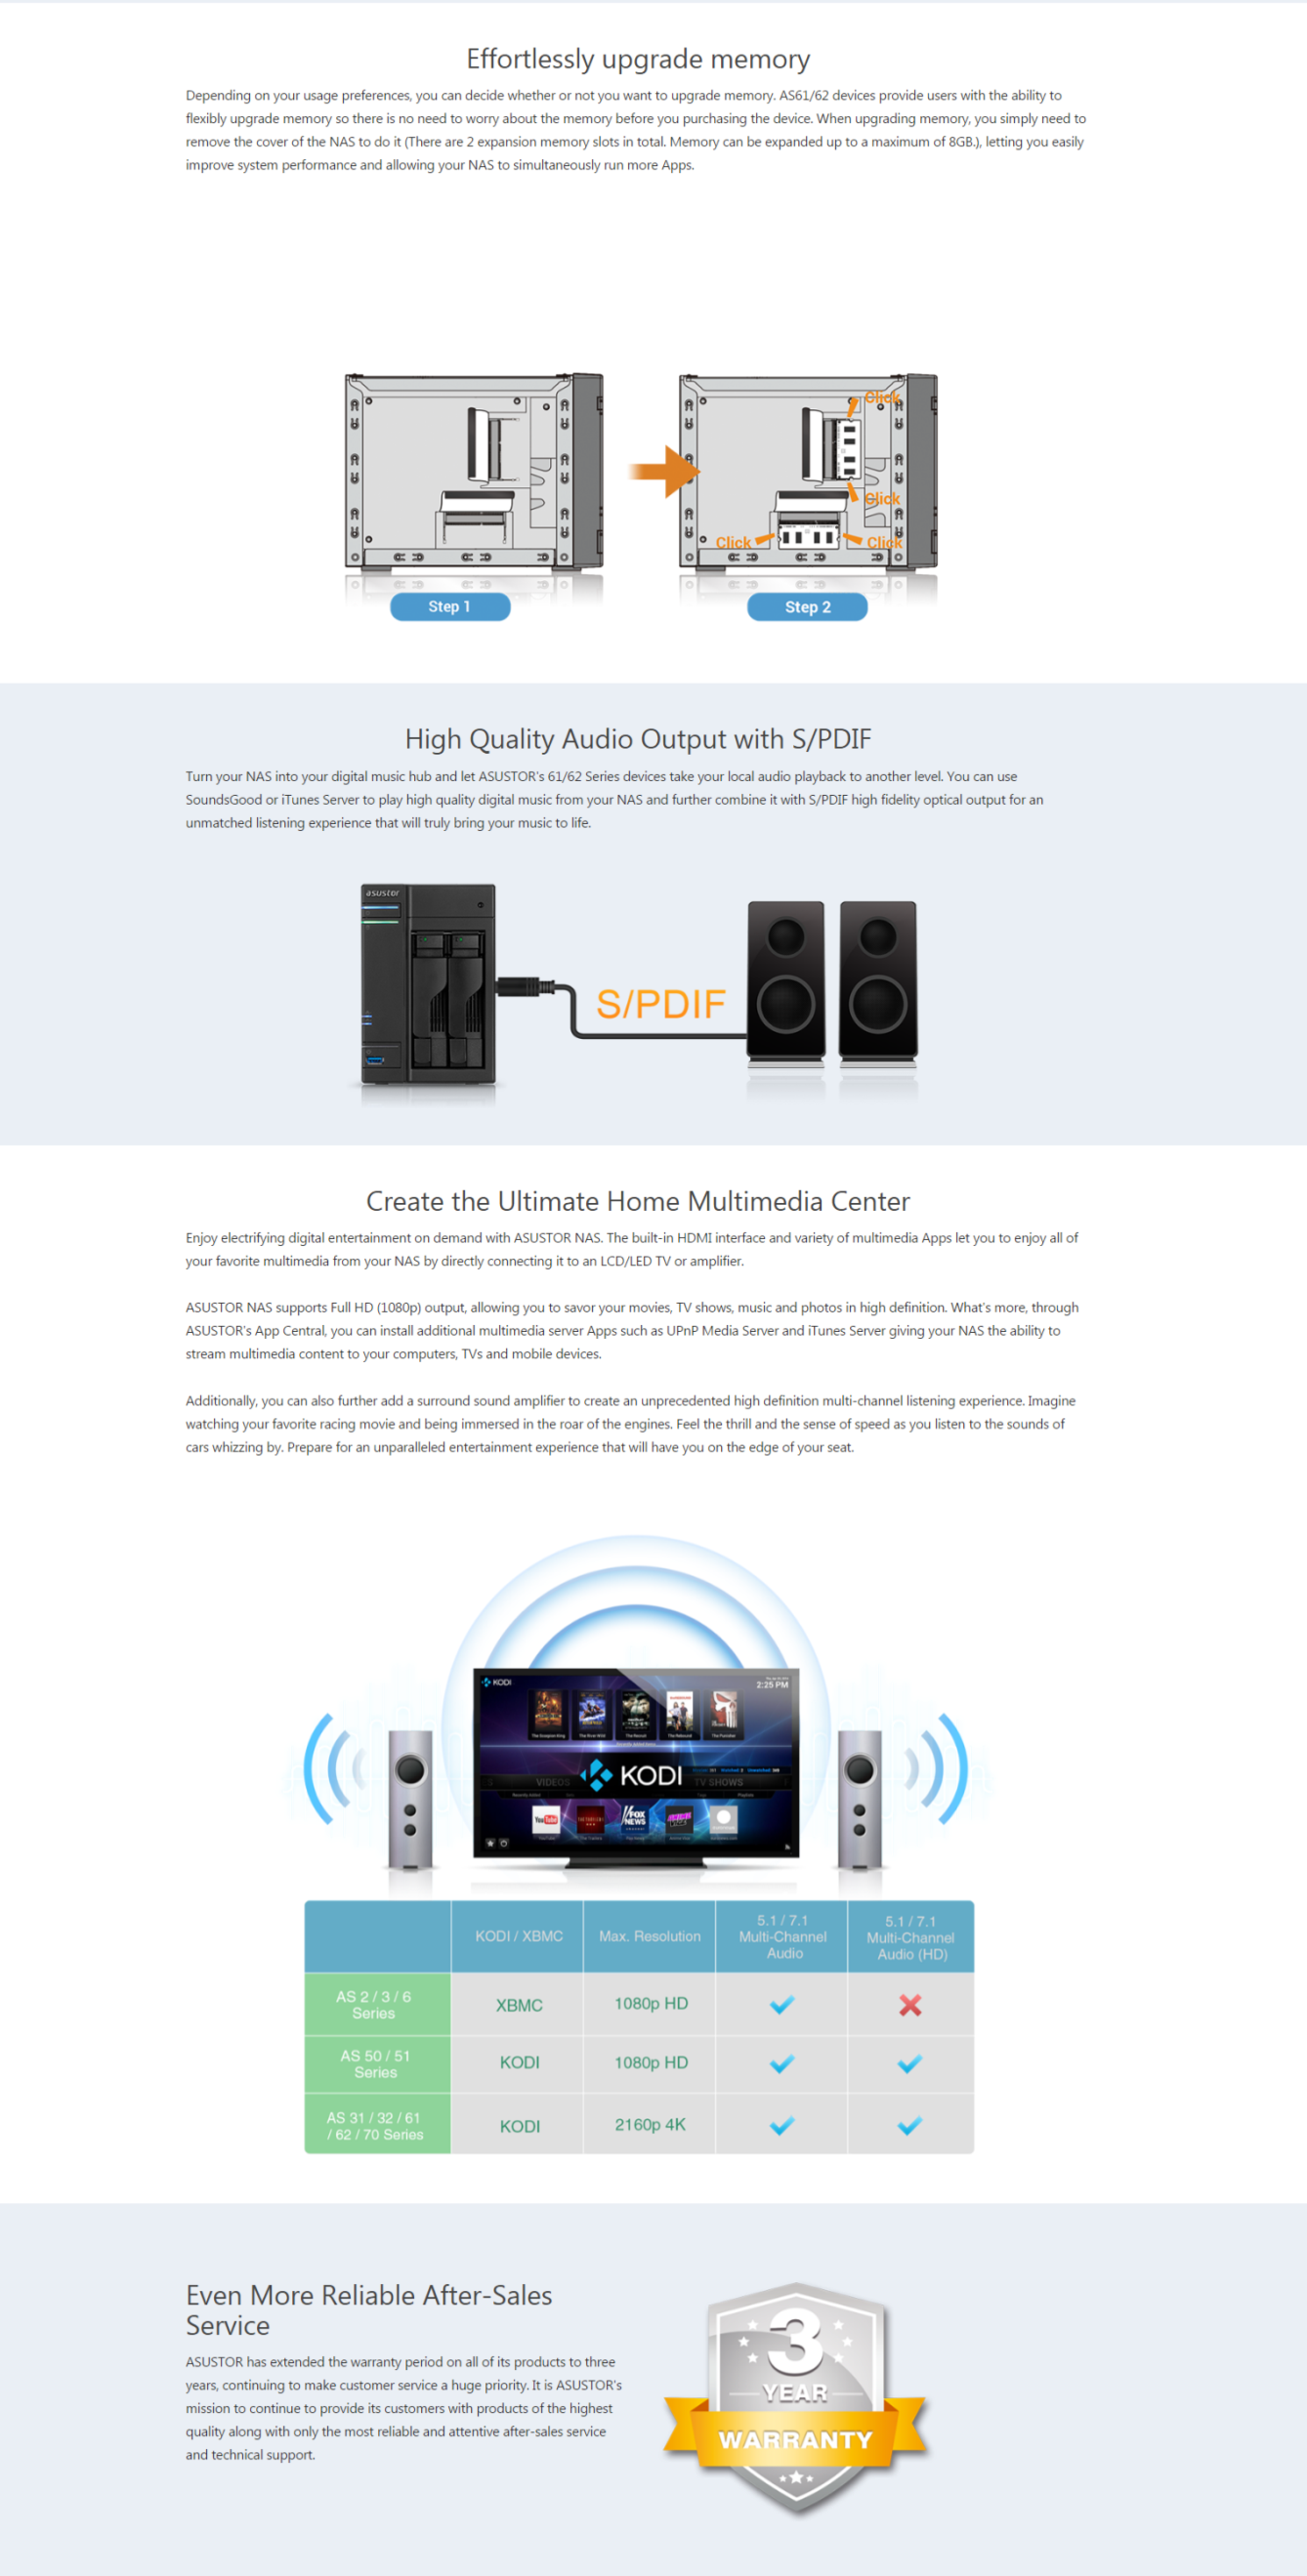 Effortlessly upgrade memory
Depending on your usage preferences, you can decide whether or not you want to upgrade memory. AS61/62 devices provide users with the ability to
flexibly upgrade memory so there is no need to worry about the memory before you purchasing the device. When upgrading memory, you simply need to
remove the cover of the NAS to do it (There are 2 expansion memory slots in total. Memory can be expanded up to a maximum of 8GB.), letting you easily
improve system performance and allowing your NAS to simultaneously run more Apps.
Click
Click
Click
Click
Step 1
Step 2
High Quality Audio Output with S/PDIF
Turn your NAS into your digital music hub and let ASUSTOR's 61/62 Series devices take your local audio playback to another level. You can use
SoundsGood or iTunes Server to play high quality digital music from your NAS and further combine it with S/PDIF high fidelity optical output for an
unmatched listening experience that will truly bring your music to life.
asustor
S/PDIF
Create the Ultimate Home Multimedia Center
Enjoy electrifying digital entertainment on demand with ASUSTOR NAS. The built-in HDMI interface and variety of multimedia Apps let you to enjoy all of
your favorite multimedia from your NAS by directly connecting it to an LCD/LED TV or amplifier.
ASUSTOR NAS supports Full HD (1080p) output, allowing you to savor your movies, TV shows, music and photos in high definition. What's more, through
ASUSTOR's App Central, you can install additional multimedia server Apps such as UPnP Media Server and iTunes Server giving your NAS the ability to
stream multimedia content to your computers, TVs and mobile devices.
Additionally, you can also further add a surround sound amplifier to create an unprecedented high definition multi-channel listening experience. Imagine
watching your favorite racing movie and being immersed in the roar of the engines. Feel the thrill and the sense of speed as you listen to the sounds of
cars whizzing by. Prepare for an unparalleled entertainment experience that will have you on the edge of your seat.
KODI
2:25 PM
KODI
VIDEOS
TV SHOWS
YouTube
FOX
NEWS
KODI / XBMC
Max. Resolution
5.1 / 7.1
Multi-Channel
Audio
5.1 / 7.1
Multi-Channel
Audio (HD)
AS 2 / 3 / 6
Series
XBMC
1080p HD
AS 50 / 51
Series
KODI
1080p HD
AS 31 / 32 / 61
/ 62 / 70 Series
KODI
2160p 4K
Even More Reliable After-Sales
Service
ASUSTOR has extended the warranty period on all of its products to three
years, continuing to make customer service a huge priority. It is ASUSTOR's
mission to continue to provide its customers with products of the highest
quality along with only the most reliable and attentive after-sales service
and technical support.
3
YEAR
WARRANTY